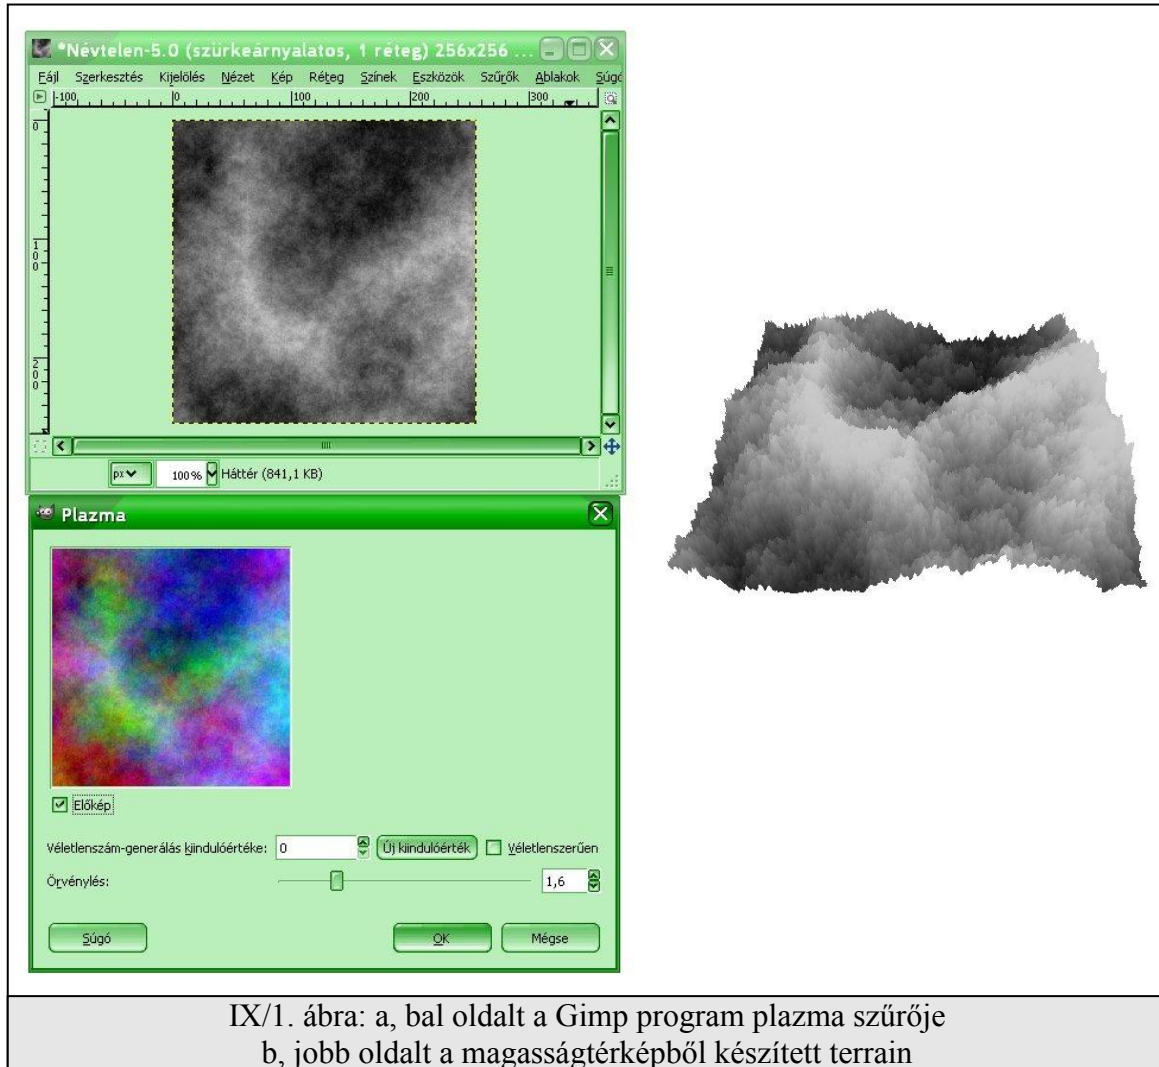 *Névtelen-5.0 (szürkeárnyalatos, 1 réteg) 256x256 ...
Fájl Szerkesztés Kijelölés Nézet Kép Réteg Színek Eszközök Szűrők Ablakok Súgó
-100 0 100 200 300
0
100
200
px 100% Háttér (841,1 KB)
Plazma
Előkép
Véletlenszám-generálás kiindulóértéke: 0 Új kiindulóérték Véletlenszerűen
Örvénylés: 1,6
Súgó OK Mégse
IX/1. ábra: a, bal oldalt a Gimp program plazma szűrője
b, jobb oldalt a magasságtérképből készített terrain